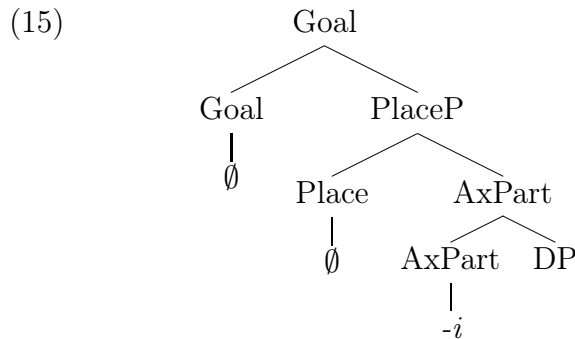 (15) Goal
Goal PlaceP
∅ Place AxPart
∅ AxPart DP
-i